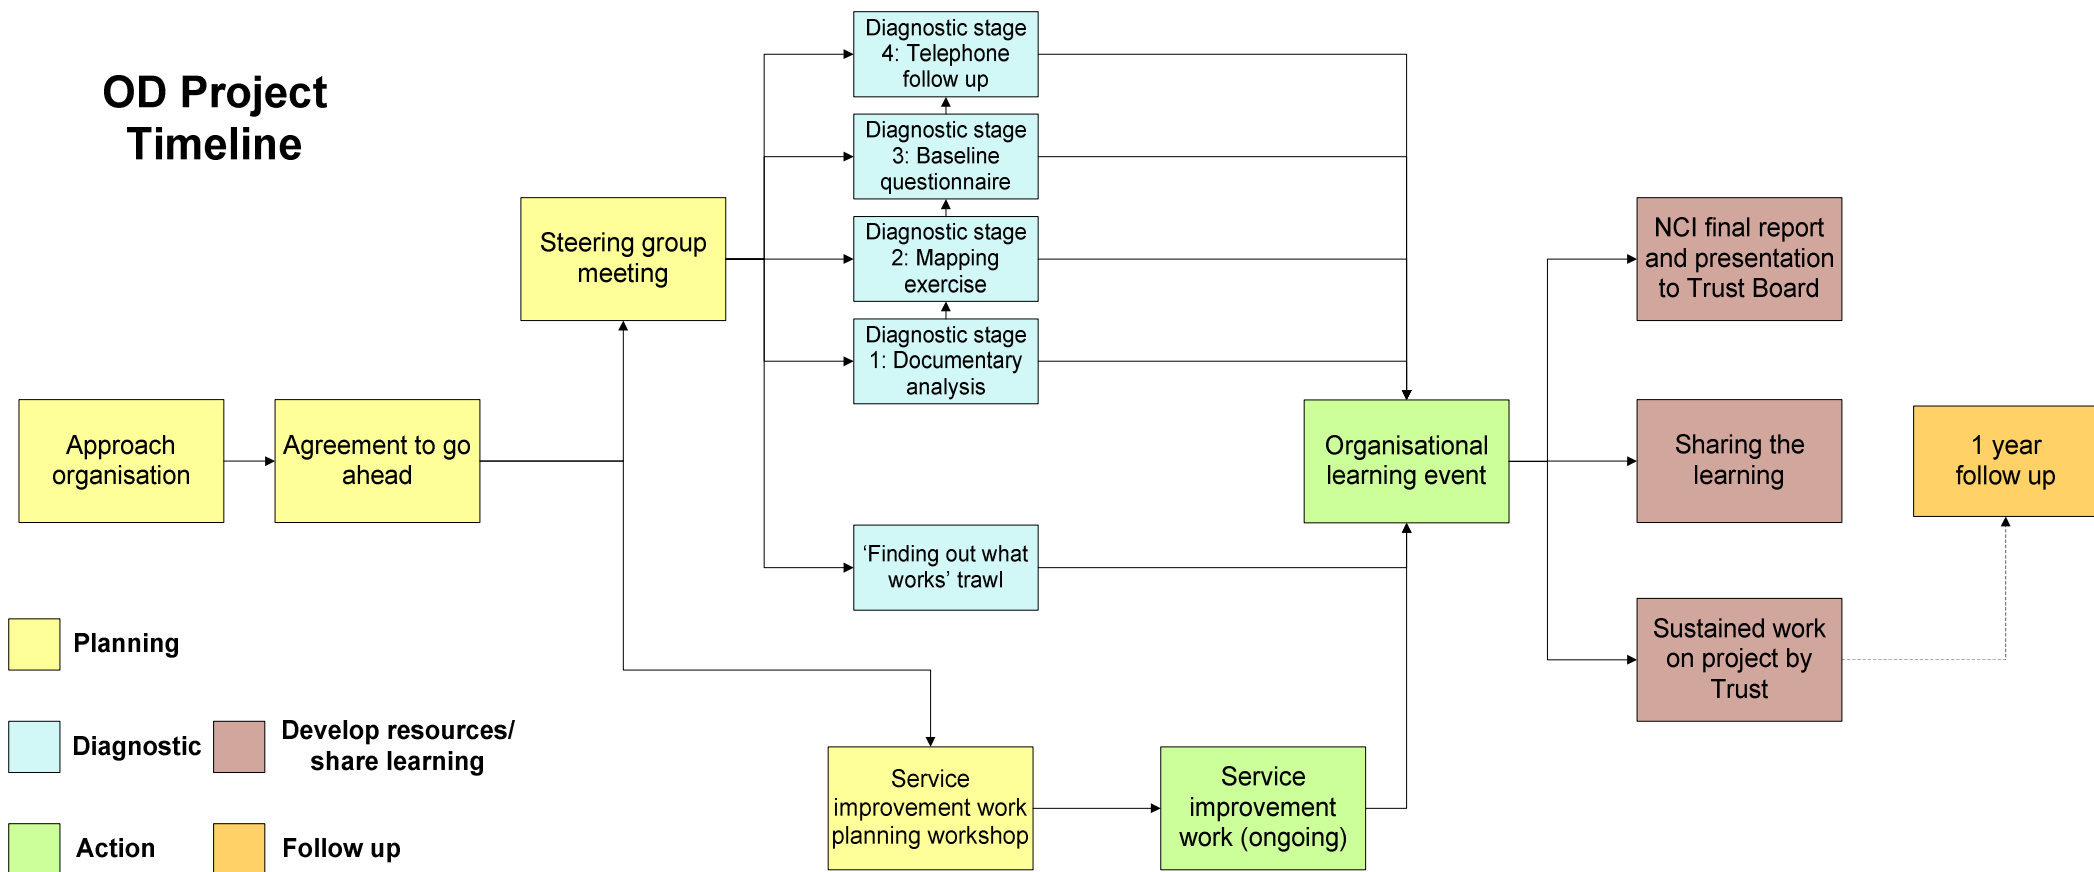 OD Project
Timeline
Diagnostic stage
4: Telephone
follow up
Diagnostic stage
3: Baseline
questionnaire
Steering group
meeting
Diagnostic stage
2: Mapping
exercise
NCI final report
and presentation
to Trust Board
Diagnostic stage
1: Documentary
analysis
Approach
organisation
Agreement to go
ahead
Organisational
learning event
Sharing the
learning
1 year
follow up
‘Finding out what
works’ trawl
Sustained work
on project by
Trust
Service
improvement work
planning workshop
Service
improvement
work (ongoing)
Planning
Diagnostic
Develop resources/
share learning
Action
Follow up